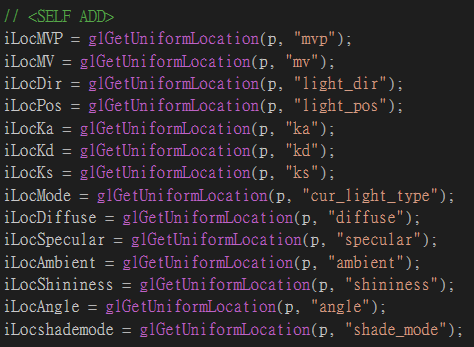 // <SELF ADD>
iLocMVP = glGetUniformLocation(p, "mvp");
iLocMV = glGetUniformLocation(p, "mv");
iLocDir = glGetUniformLocation(p, "light_dir");
iLocPos = glGetUniformLocation(p, "light_pos");
iLocKa = glGetUniformLocation(p, "ka");
iLocKd = glGetUniformLocation(p, "kd");
iLocKs = glGetUniformLocation(p, "ks");
iLocMode = glGetUniformLocation(p, "cur_light_type");
iLocDiffuse = glGetUniformLocation(p, "diffuse");
iLocSpecular = glGetUniformLocation(p, "specular");
iLocAmbient = glGetUniformLocation(p, "ambient");
iLocShininess = glGetUniformLocation(p, "shininess");
iLocAngle = glGetUniformLocation(p, "angle");
iLocshademode = glGetUniformLocation(p, "shade_mode");